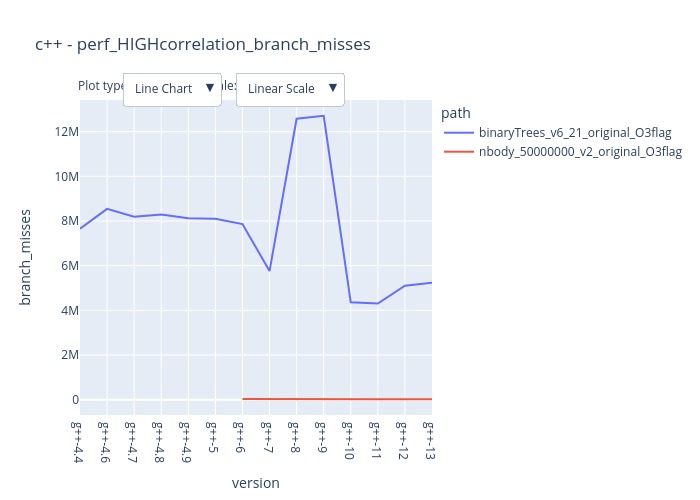 c++ - perf_HIGHcorrelation_branch_misses
Plot type
Line Chart ▼
ale:
Linear Scale ▼
path
binaryTrees_v6_21_original_O3flag
nbody_50000000_v2_original_O3flag
12M
10M
8M
6M
4M
2M
0
branch_misses
g++-4.4
g++-4.6
g++-4.7
g++-4.8
g++-4.9
g++-5
g++-6
g++-7
g++-8
g++-9
g++-10
g++-11
g++-12
g++-13
version